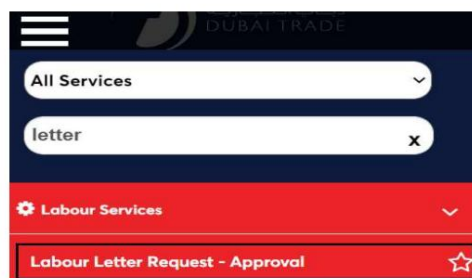 DUBAI TRADE
All Services
letter
x
Labour Services
Labour Letter Request - Approval